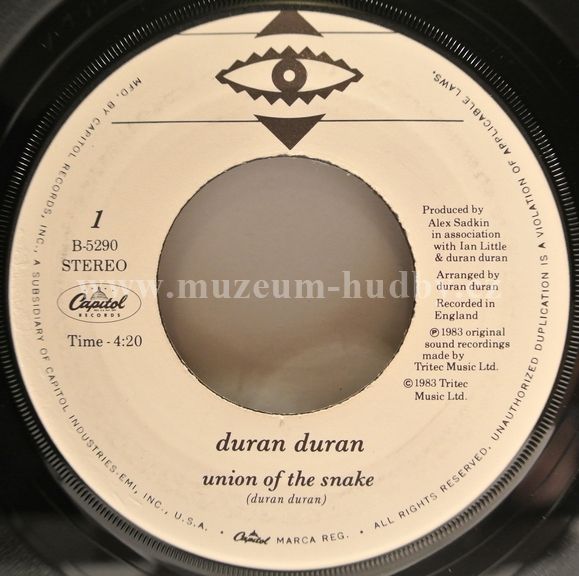 1
B-5290
STEREO
Capitol
RECORDS
Time - 4:20
Produced by
Alex Sadkin
in association
with Ian Little
& duran duran
Arranged by
duran duran
Recorded in
England
Ⓟ 1983 original
sound recordings
made by
Tritec Music Ltd.
© 1983 Tritec
Music Ltd.
duran duran
union of the snake
(duran duran)
MFD. BY CAPITOL RECORDS, INC., A SUBSIDIARY OF CAPITOL INDUSTRIES-EMI, INC., U.S.A. • Capitol MARCA REG. • ALL RIGHTS RESERVED. UNAUTHORIZED DUPLICATION IS A VIOLATION OF APPLICABLE LAWS.
www.muzeum-hudby.cz